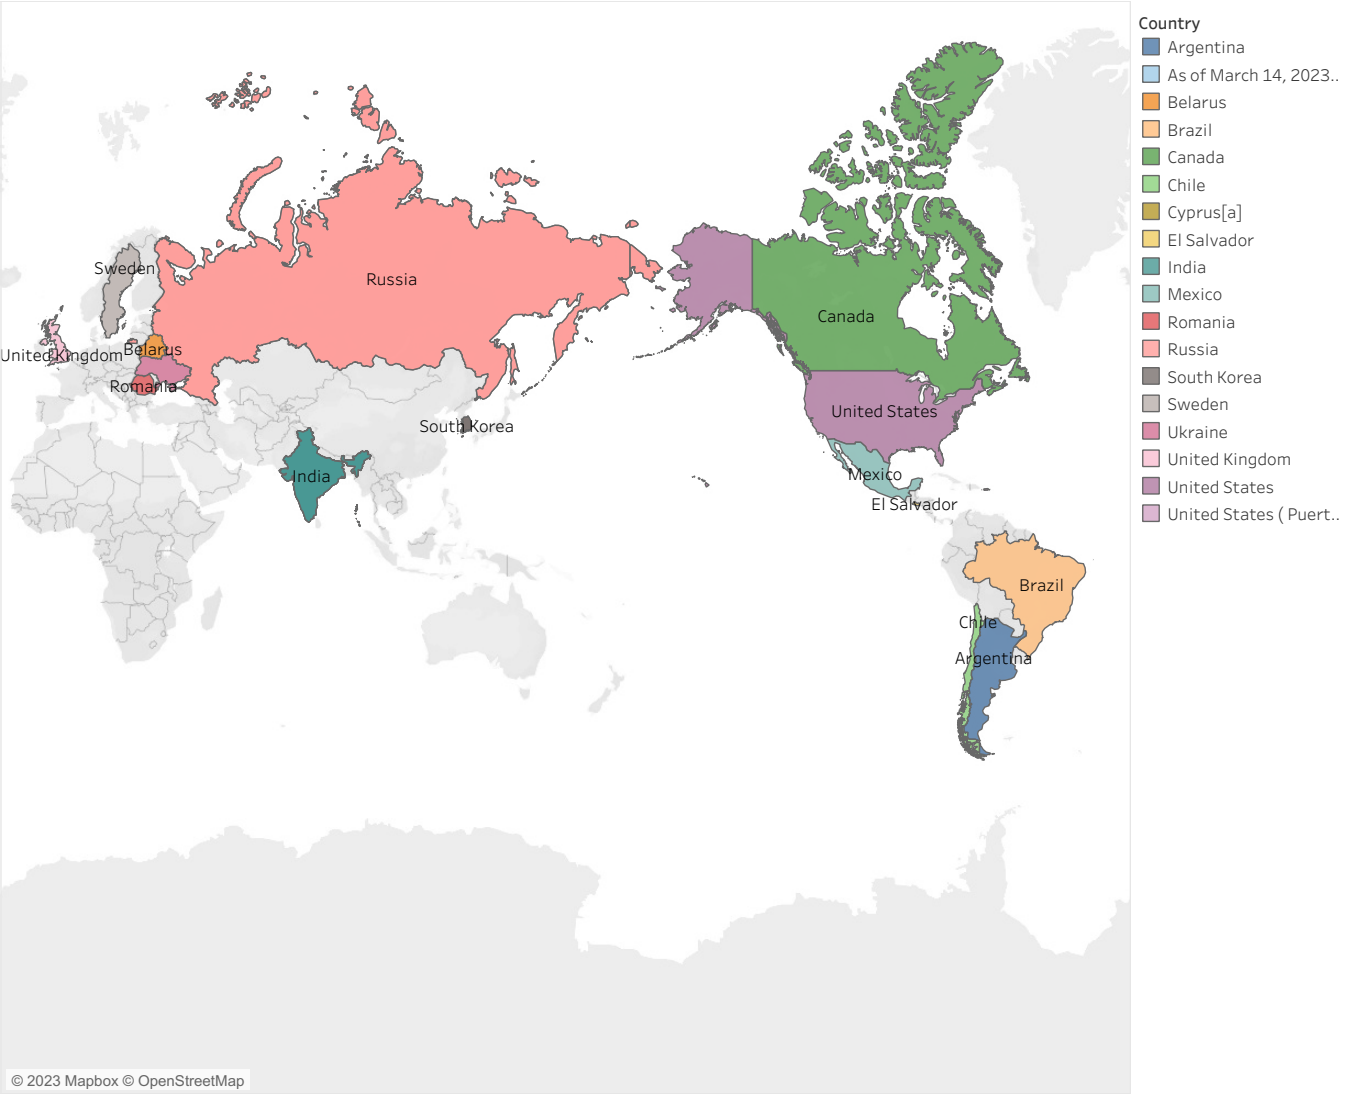 Sweden
Russia
United Kingdom
Belarus
Romania
South Korea
India
Canada
United States
Mexico
El Salvador
Brazil
Chile
Argentina
© 2023 Mapbox © OpenStreetMap
Country
Argentina
As of March 14, 2023..
Belarus
Brazil
Canada
Chile
Cyprus[a]
El Salvador
India
Mexico
Romania
Russia
South Korea
Sweden
Ukraine
United Kingdom
United States
United States ( Puert..